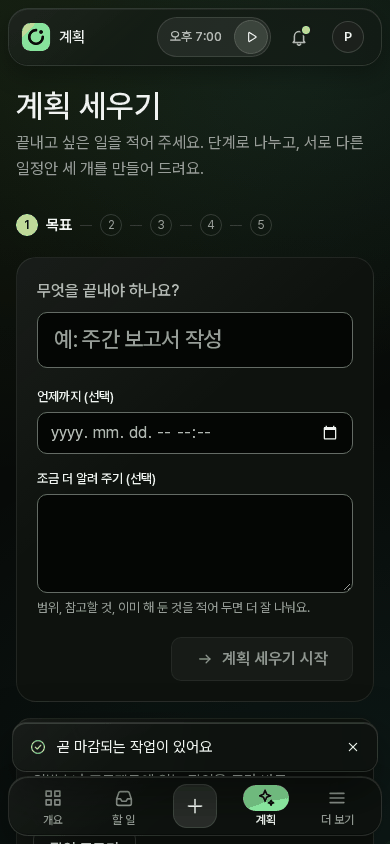 계획
오후 7:00
P
계획 세우기
끝내고 싶은 일을 적어 주세요. 단계로 나누고, 서로 다른
일정안 세 개를 만들어 드려요.
1 목표 2 3 4 5
무엇을 끝내야 하나요?
예: 주간 보고서 작성
언제까지 (선택)
yyyy. mm. dd. -- --:--
조금 더 알려 주기 (선택)
범위, 참고할 것, 이미 해 둔 것을 적어 두면 더 잘 나눠요.
계획 세우기 시작
곧 마감되는 작업이 있어요
개요
할 일
계획
더 보기